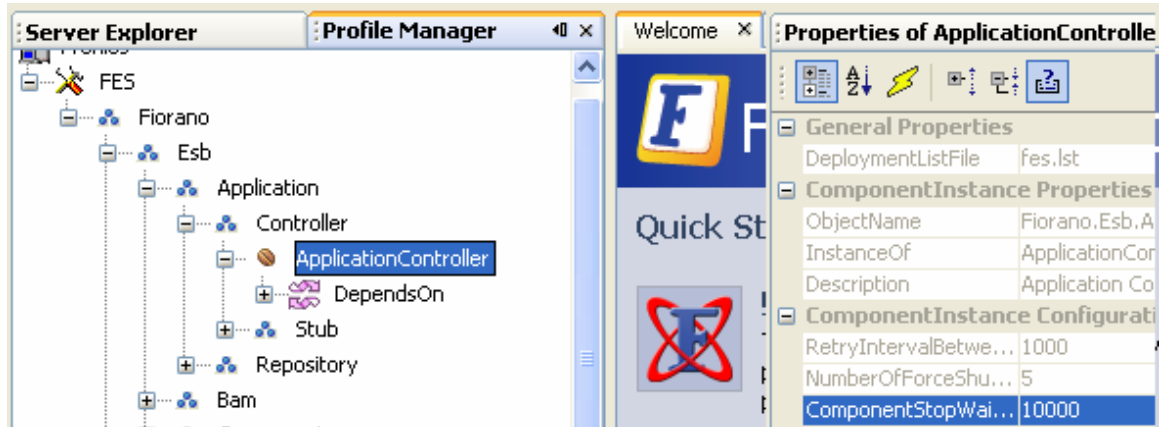 Server Explorer
Profile Manager
FES
Fiorano
Esb
Application
Controller
ApplicationController
DependsOn
Stub
Repository
Bam
Welcome
F
Quick St
Properties of ApplicationControlle
General Properties
DeploymentListFile fes.lst
ComponentInstance Properties
ObjectName Fiorano.Esb.A
InstanceOf ApplicationCor
Description Application Co
ComponentInstance Configurati
RetryIntervalBetwe... 1000
NumberOfForceShu... 5
ComponentStopWai... 10000